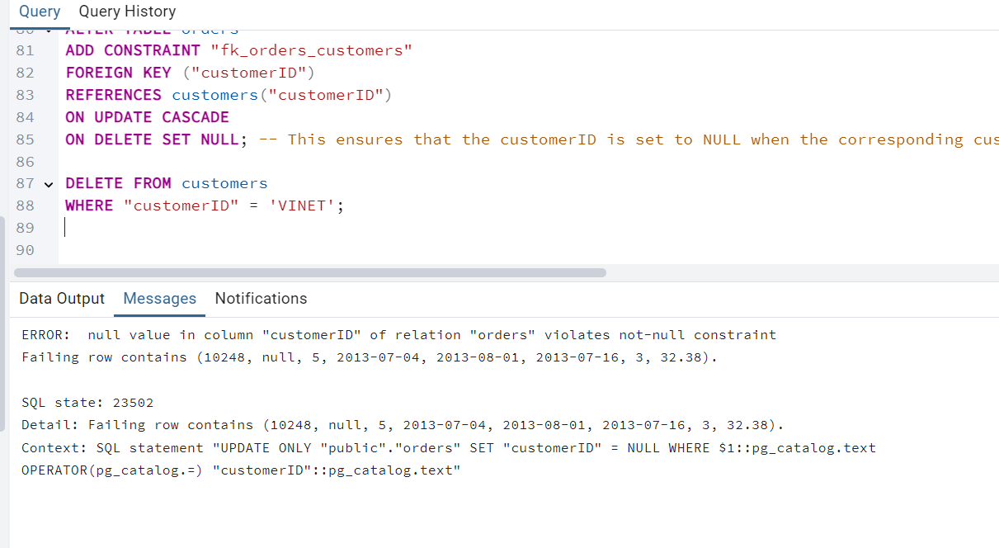 Query Query History
80 ALTER TABLE orders
81 ADD CONSTRAINT "fk_orders_customers"
82 FOREIGN KEY ("customerID")
83 REFERENCES customers("customerID")
84 ON UPDATE CASCADE
85 ON DELETE SET NULL; -- This ensures that the customerID is set to NULL when the corresponding cus
86
87 DELETE FROM customers
88 WHERE "customerID" = 'VINET';
89
90
Data Output Messages Notifications
ERROR:  null value in column "customerID" of relation "orders" violates not-null constraint
Failing row contains (10248, null, 5, 2013-07-04, 2013-08-01, 2013-07-16, 3, 32.38).
SQL state: 23502
Detail: Failing row contains (10248, null, 5, 2013-07-04, 2013-08-01, 2013-07-16, 3, 32.38).
Context: SQL statement "UPDATE ONLY "public"."orders" SET "customerID" = NULL WHERE $1::pg_catalog.text
OPERATOR(pg_catalog.=) "customerID"::pg_catalog.text"